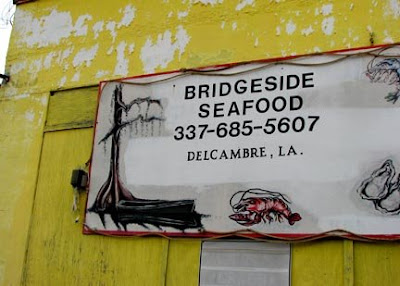 BRIDGESIDE
SEAFOOD
337-685-5607
DELCAMBRE, LA.